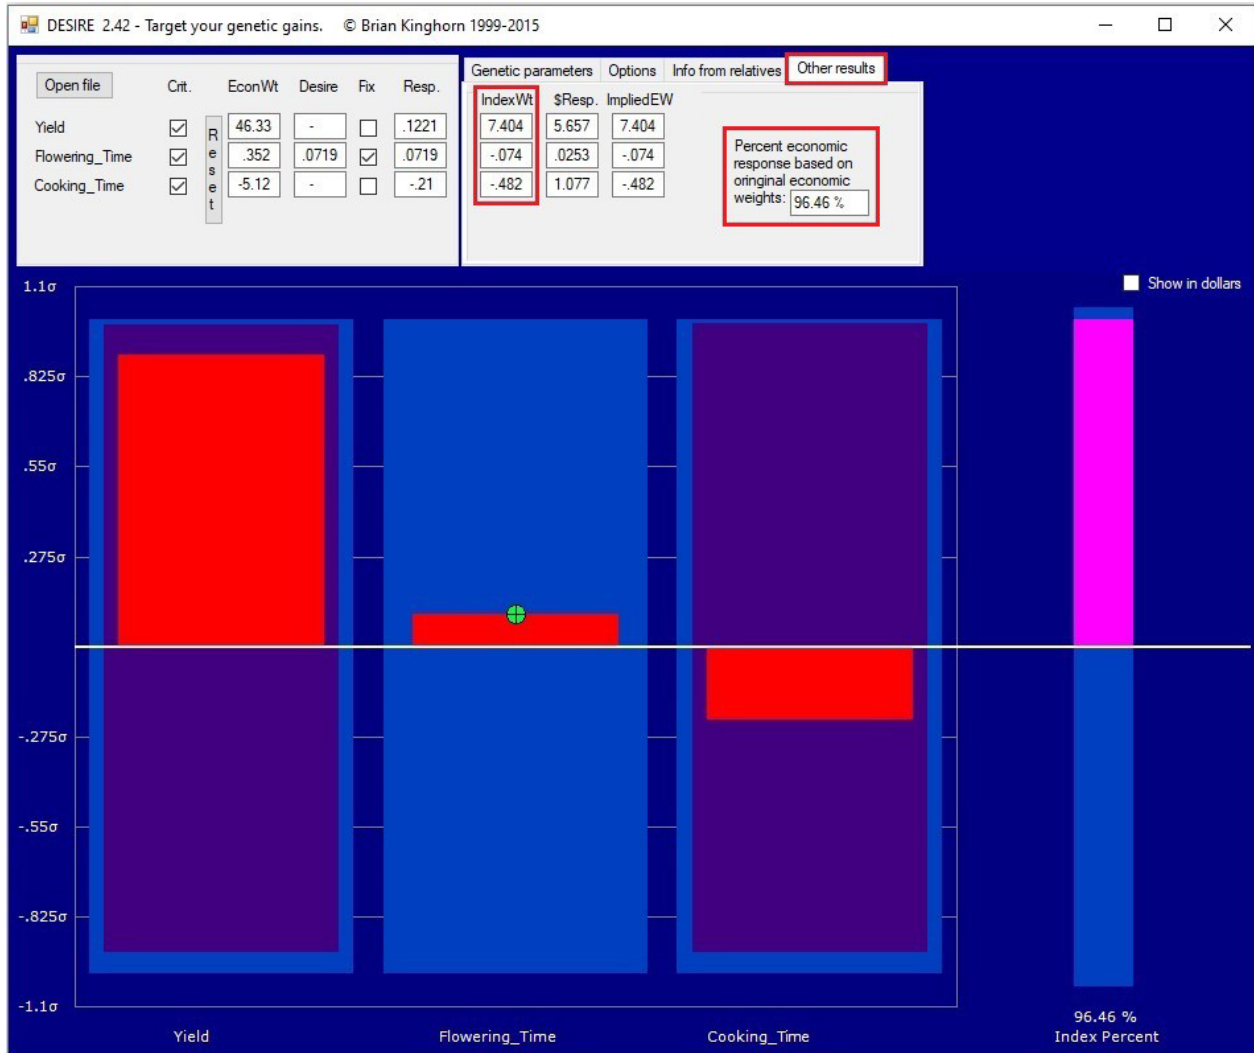 DESIRE 2.42 - Target your genetic gains. © Brian Kinghorn 1999-2015
Open file Crit. EconWt Desire Fix Resp.
Reset
Yield 46.33 - .1221
Flowering_Time .352 .0719 .0719
Cooking_Time -5.12 - -.21
Genetic parameters Options Info from relatives Other results
IndexWt $Resp. ImpliedEW
7.404 5.657 7.404
-.074 .0253 -.074
-.482 1.077 -.482
Percent economic
response based on
oringinal economic
weights: 96.46 %
Show in dollars
1.1σ
.825σ
.55σ
.275σ
-.275σ
-.55σ
-.825σ
-1.1σ
Yield Flowering_Time Cooking_Time
96.46 %
Index Percent